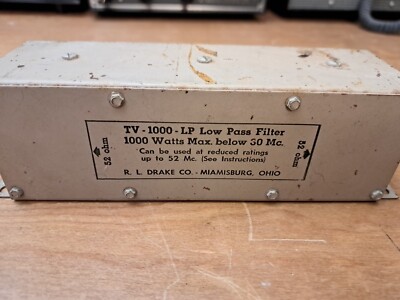 TV-1000-LP Low Pass Filter
1000 Watts Max. below 30 Mc.
Can be used at reduced ratings
up to 52 Mc. (See Instructions)
R. L. DRAKE CO. - MIAMISBURG, OHIO
52 ohm
52 ohm